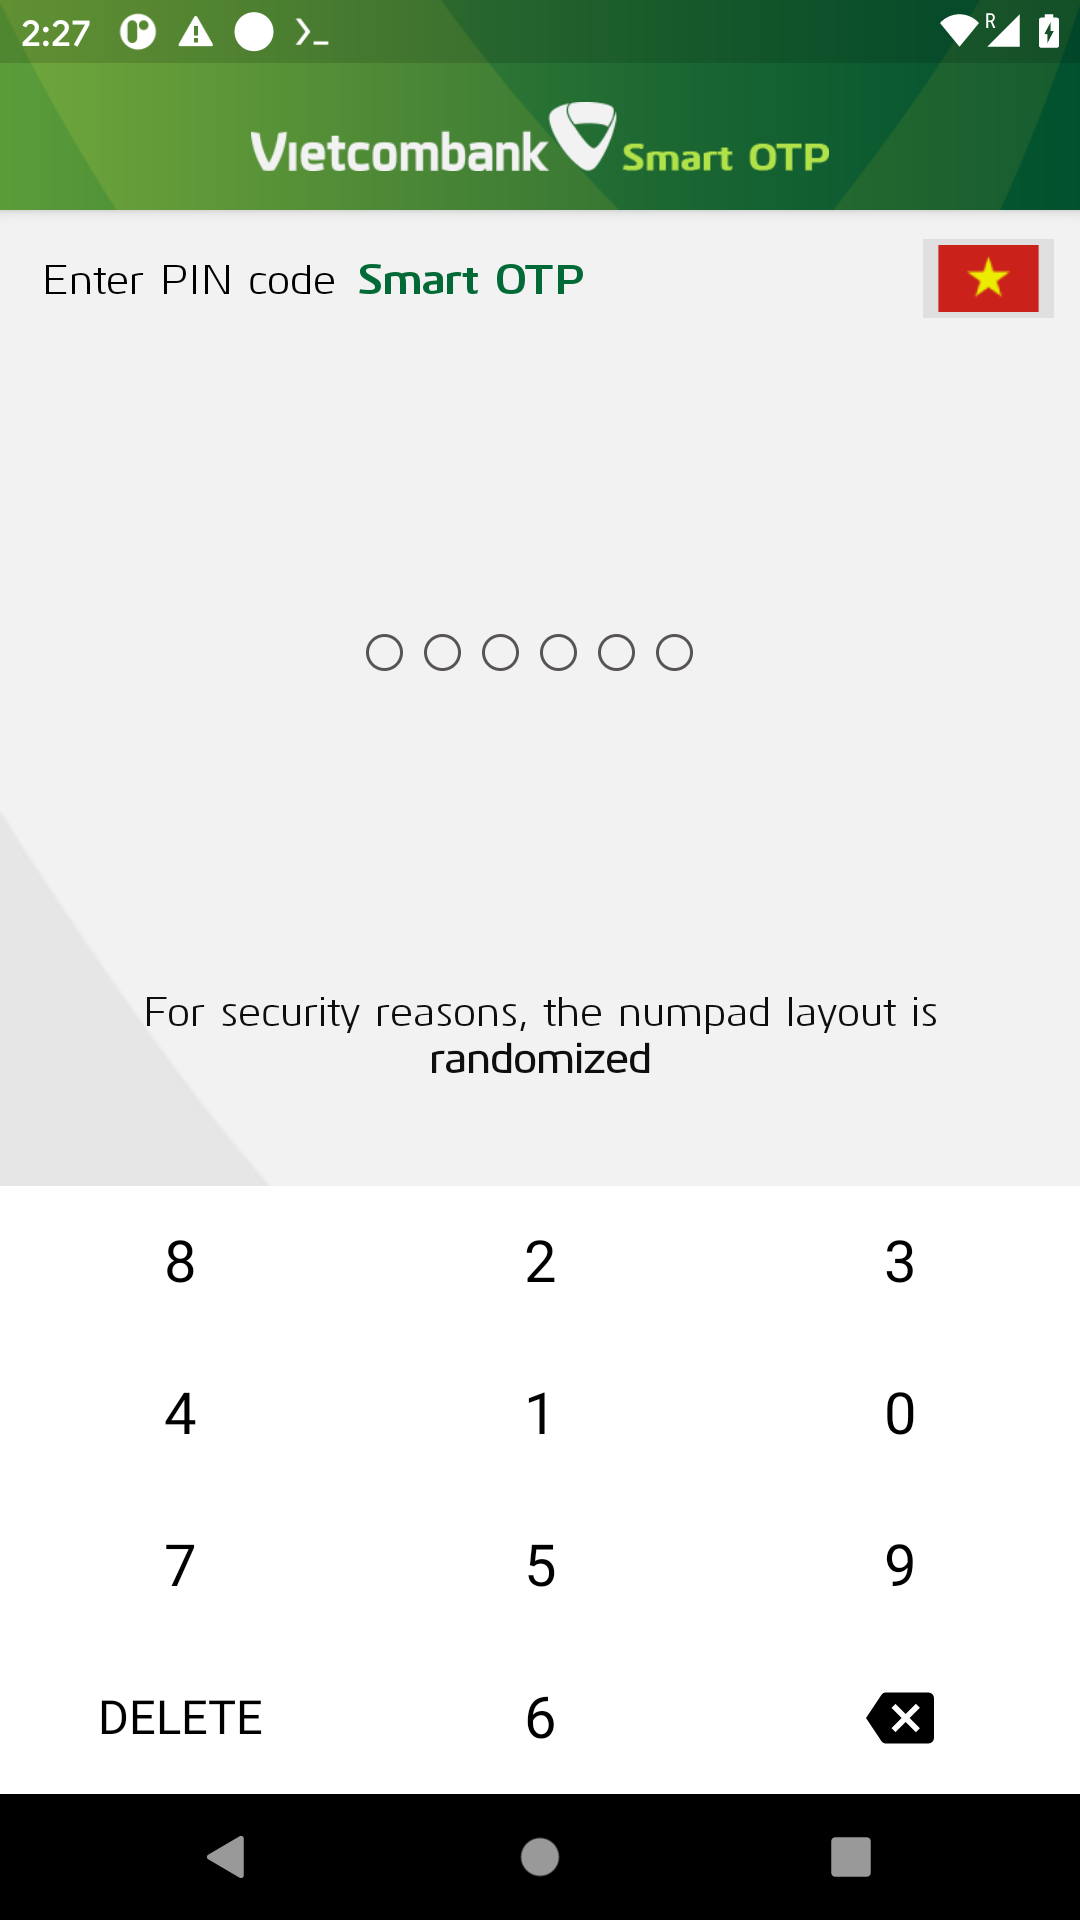 2:27
R
Vietcombank Smart OTP
Enter PIN code Smart OTP
For security reasons, the numpad layout is
randomized
8 2 3
4 1 0
7 5 9
DELETE 6